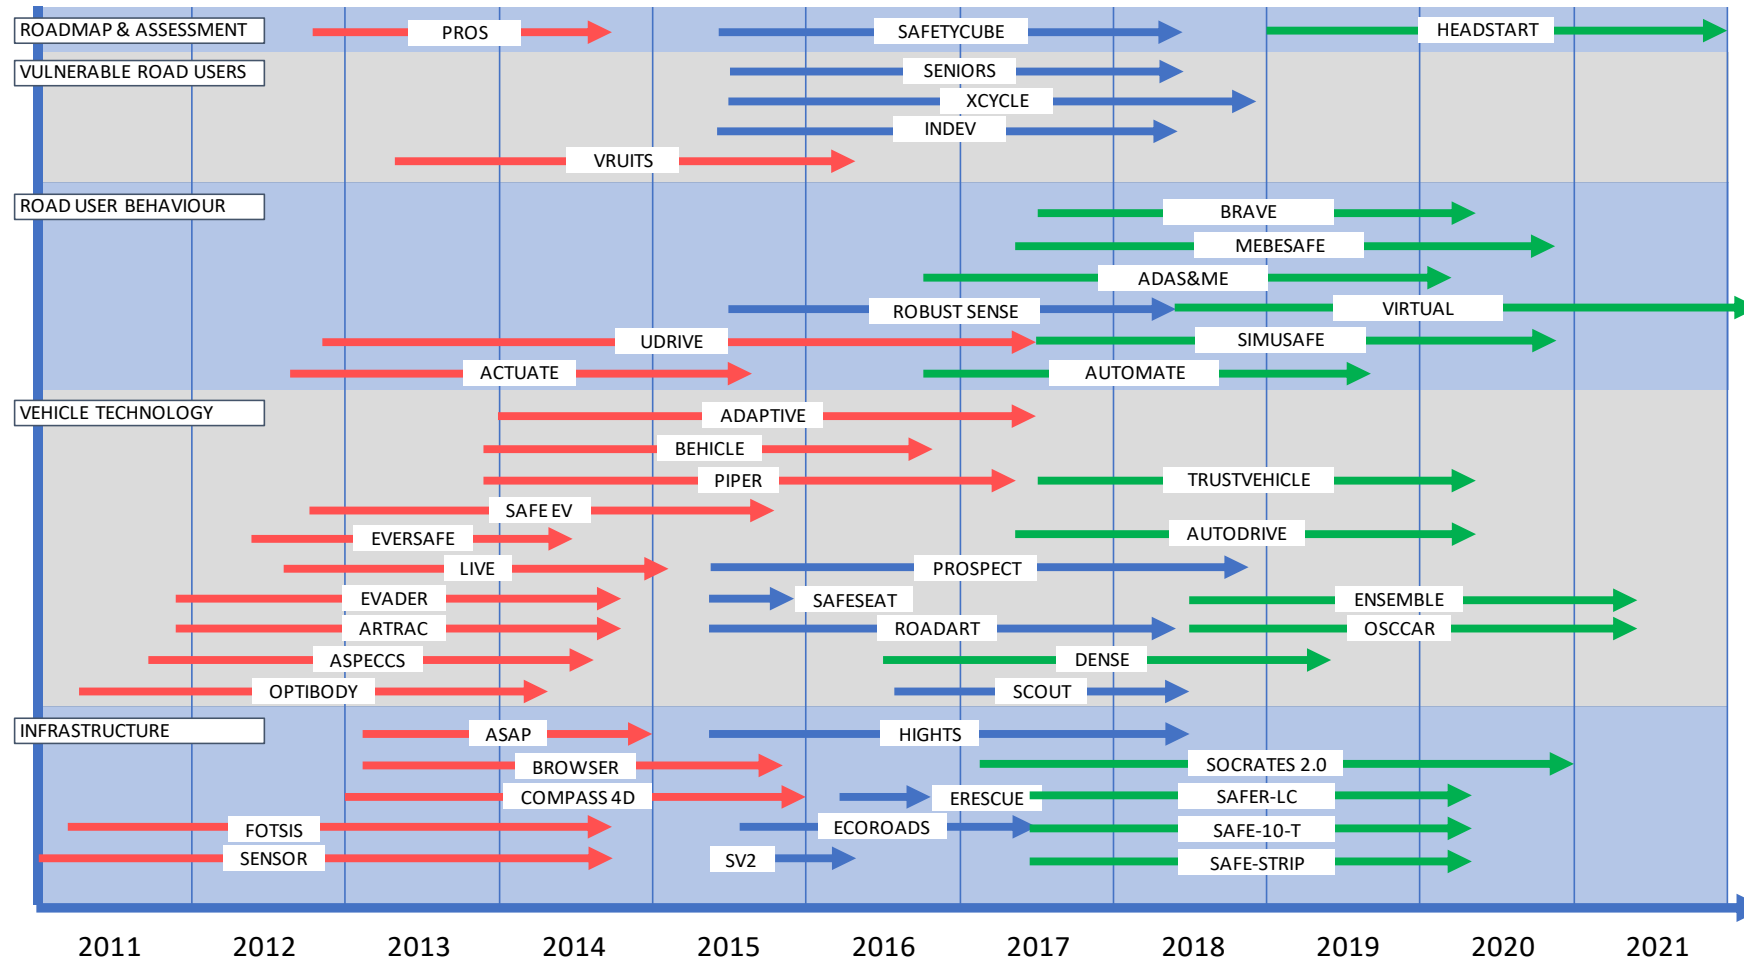 ROADMAP & ASSESSMENT
PROS
SAFETYCUBE
HEADSTART
VULNERABLE ROAD USERS
SENIORS
XCYCLE
INDEV
VRUITS
ROAD USER BEHAVIOUR
BRAVE
MEBESAFE
ADAS&ME
ROBUST SENSE
VIRTUAL
UDRIVE
SIMUSAFE
ACTUATE
AUTOMATE
VEHICLE TECHNOLOGY
ADAPTIVE
BEHICLE
PIPER
TRUSTVEHICLE
SAFE EV
EVERSAFE
AUTODRIVE
LIVE
PROSPECT
EVADER
SAFESEAT
ENSEMBLE
ARTRAC
ROADART
OSCCAR
ASPECCS
DENSE
OPTIBODY
SCOUT
INFRASTRUCTURE
ASAP
HIGHTS
BROWSER
SOCRATES 2.0
COMPASS 4D
ERESCUE
SAFER-LC
FOTSIS
ECOROADS
SAFE-10-T
SENSOR
SV2
SAFE-STRIP
2011 2012 2013 2014 2015 2016 2017 2018 2019 2020 2021